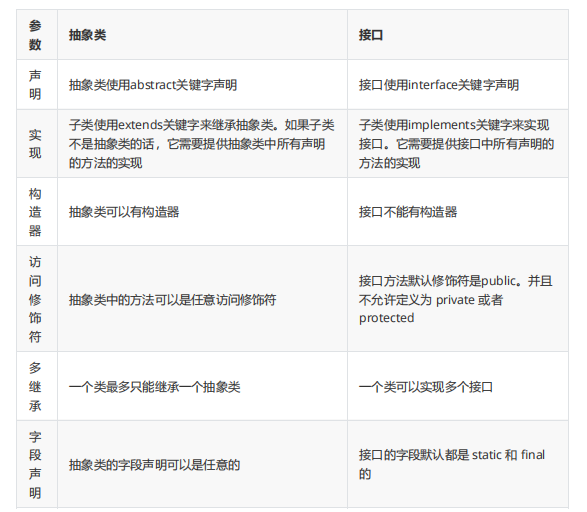 参
数
抽象类
接口
声
明
抽象类使用abstract关键字声明
接口使用interface关键字声明
实
现
子类使用extends关键字来继承抽象类。如果子类
不是抽象类的话，它需要提供抽象类中所有声明
的方法的实现
子类使用implements关键字来实现
接口。它需要提供接口中所有声明的
方法的实现
构
造
器
抽象类可以有构造器
接口不能有构造器
访
问
修
饰
符
抽象类中的方法可以是任意访问修饰符
接口方法默认修饰符是public。并且
不允许定义为 private 或者
protected
多
继
承
一个类最多只能继承一个抽象类
一个类可以实现多个接口
字
段
声
明
抽象类的字段声明可以是任意的
接口的字段默认都是 static 和 final
的